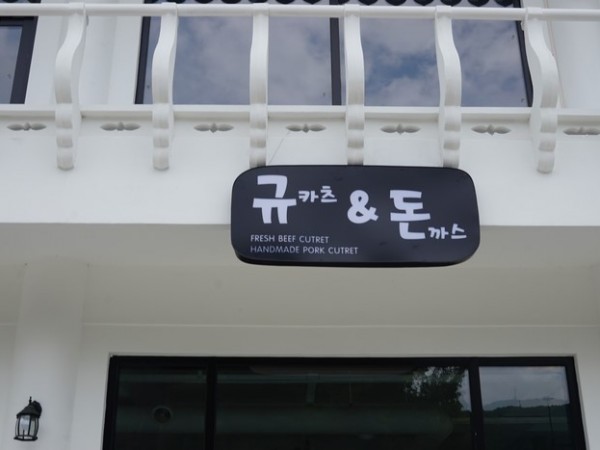 규카츠 & 돈까스
FRESH BEEF CUTRET
HANDMADE PORK CUTRET